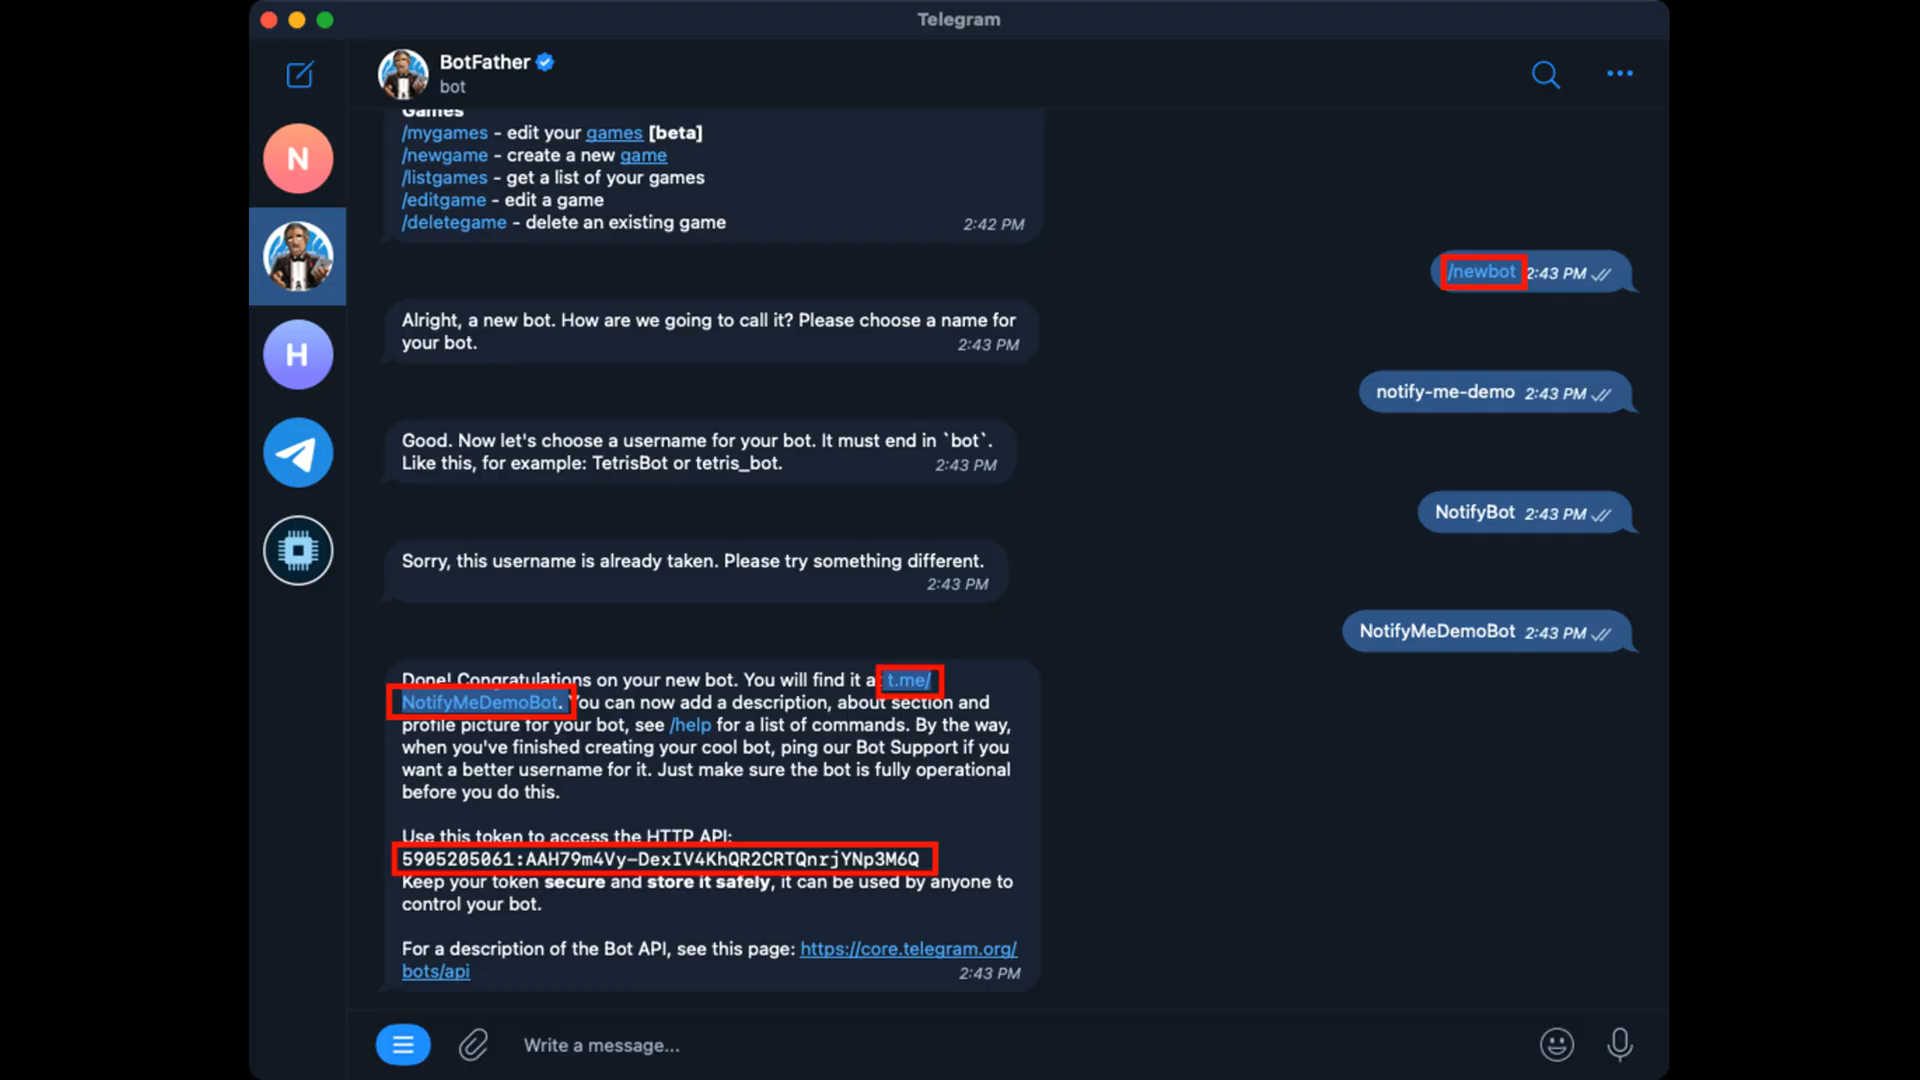 Telegram
BotFather
bot
Games
/mygames - edit your games [beta]
/newgame - create a new game
/listgames - get a list of your games
/editgame - edit a game
/deletegame - delete an existing game
2:42 PM
/newbot 2:43 PM
Alright, a new bot. How are we going to call it? Please choose a name for
your bot.
2:43 PM
notify-me-demo 2:43 PM
Good. Now let's choose a username for your bot. It must end in `bot`.
Like this, for example: TetrisBot or tetris_bot.
2:43 PM
NotifyBot 2:43 PM
Sorry, this username is already taken. Please try something different.
2:43 PM
NotifyMeDemoBot 2:43 PM
Done! Congratulations on your new bot. You will find it at t.me/
NotifyMeDemoBot. You can now add a description, about section and
profile picture for your bot, see /help for a list of commands. By the way,
when you've finished creating your cool bot, ping our Bot Support if you
want a better username for it. Just make sure the bot is fully operational
before you do this.
Use this token to access the HTTP API:
5905205061:AAH79m4Vy-DexIV4KhQR2CRTQnrjYNp3M6Q
Keep your token secure and store it safely, it can be used by anyone to
control your bot.
For a description of the Bot API, see this page: https://core.telegram.org/
bots/api
2:43 PM
N
H
Write a message...